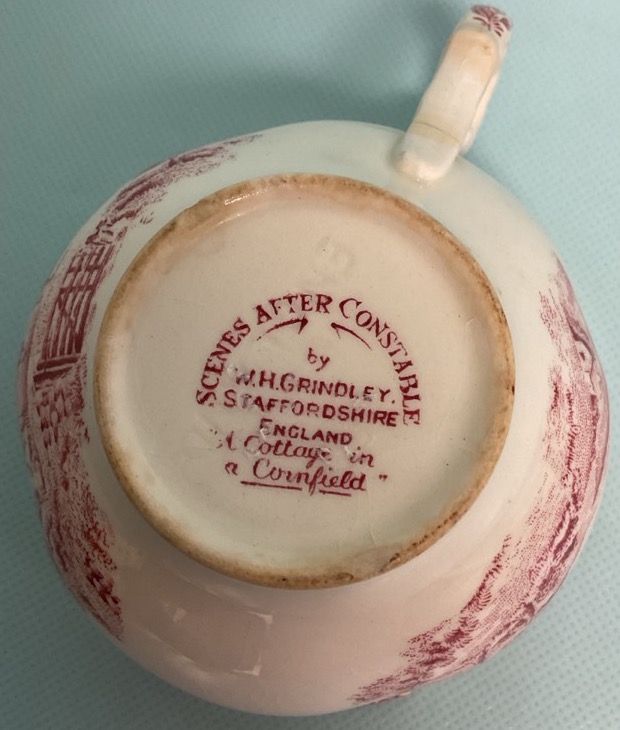 SCENES AFTER CONSTABLE
by
W.H.GRINDLEY.
STAFFORDSHIRE
ENGLAND
"A Cottage in
a Cornfield"